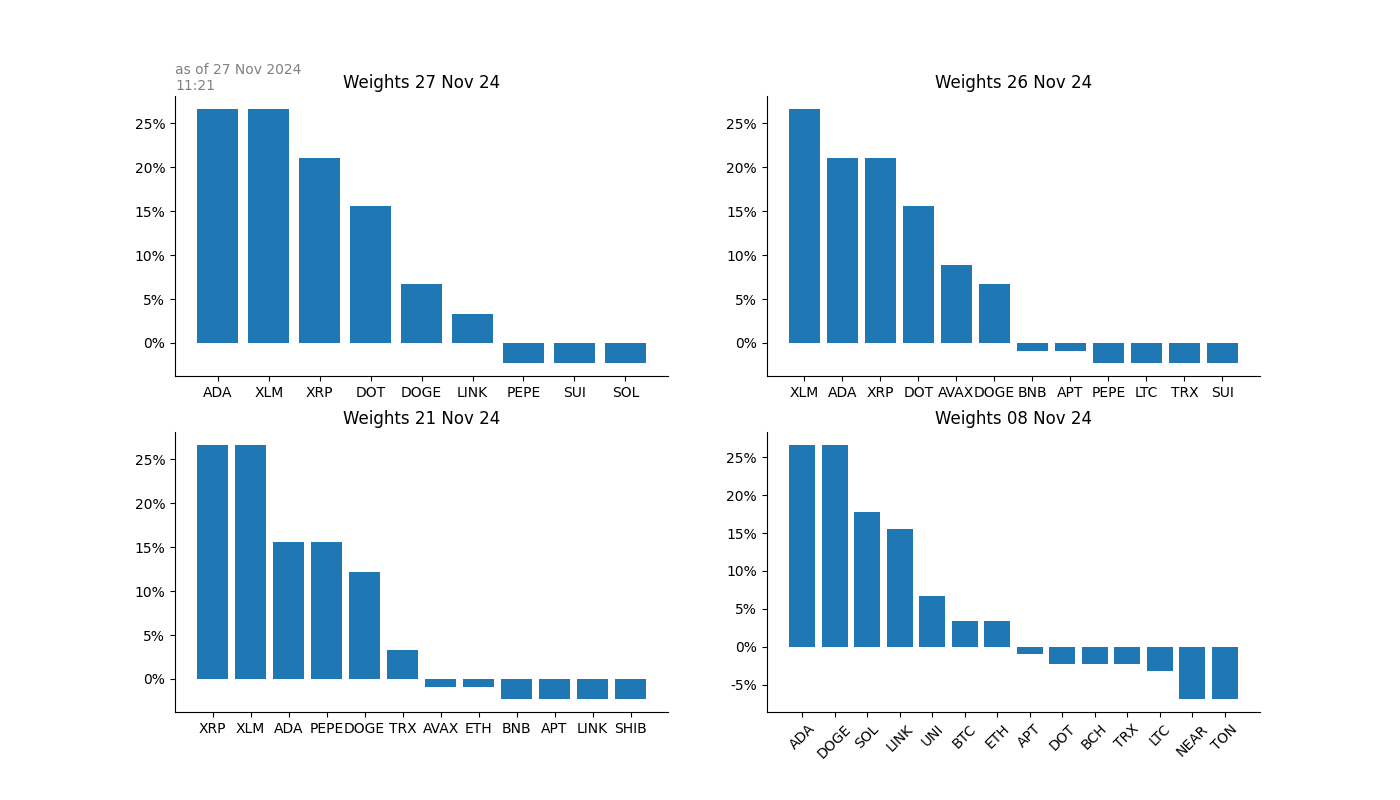 as of 27 Nov 2024
11:21
Weights 27 Nov 24
25%
20%
15%
10%
5%
0%
ADA XLM XRP DOT DOGE LINK PEPE SUI SOL
Weights 26 Nov 24
25%
20%
15%
10%
5%
0%
XLM ADA XRP DOT AVAX DOGE BNB APT PEPE LTC TRX SUI
Weights 21 Nov 24
25%
20%
15%
10%
5%
0%
XRP XLM ADA PEPE DOGE TRX AVAX ETH BNB APT LINK SHIB
Weights 08 Nov 24
25%
20%
15%
10%
5%
0%
-5%
ADA DOGE SOL LINK UNI BTC ETH APT DOT BCH TRX LTC NEAR TON